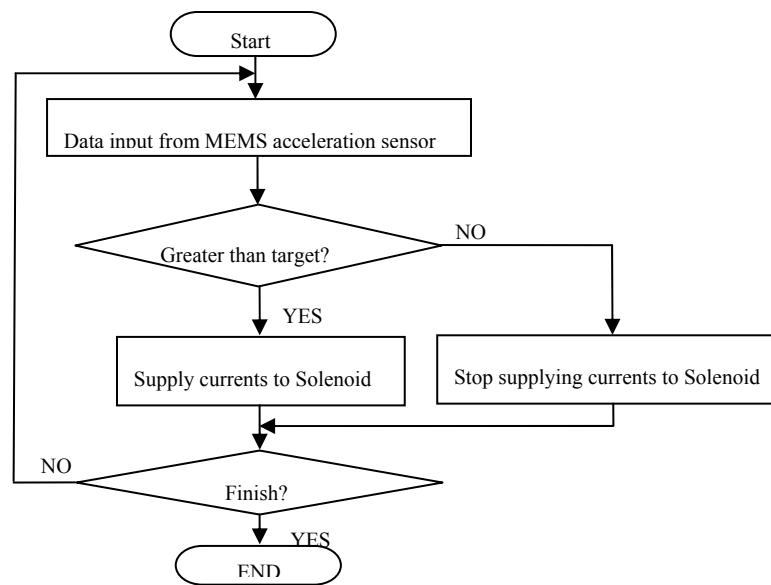 Start
Data input from MEMS acceleration sensor
Greater than target?
NO
YES
Supply currents to Solenoid
Stop supplying currents to Solenoid
NO
Finish?
YES
END